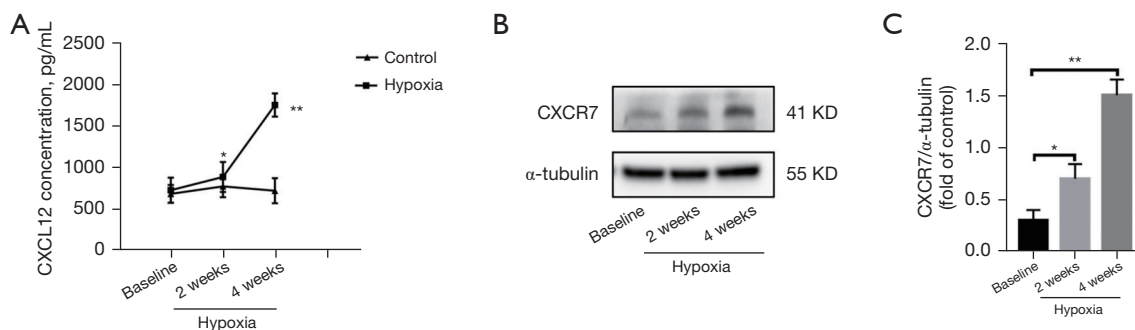 A
CXCL12 concentration, pg/mL
2500
2000
1500
1000
500
0
Control
Hypoxia
*
**
Baseline
2 weeks
4 weeks
Hypoxia
B
CXCR7
41 KD
α-tubulin
55 KD
Baseline
2 weeks
4 weeks
Hypoxia
C
CXCR7/α-tubulin
(fold of control)
2.0
1.5
1.0
0.5
0.0
**
*
Baseline
2 weeks
4 weeks
Hypoxia